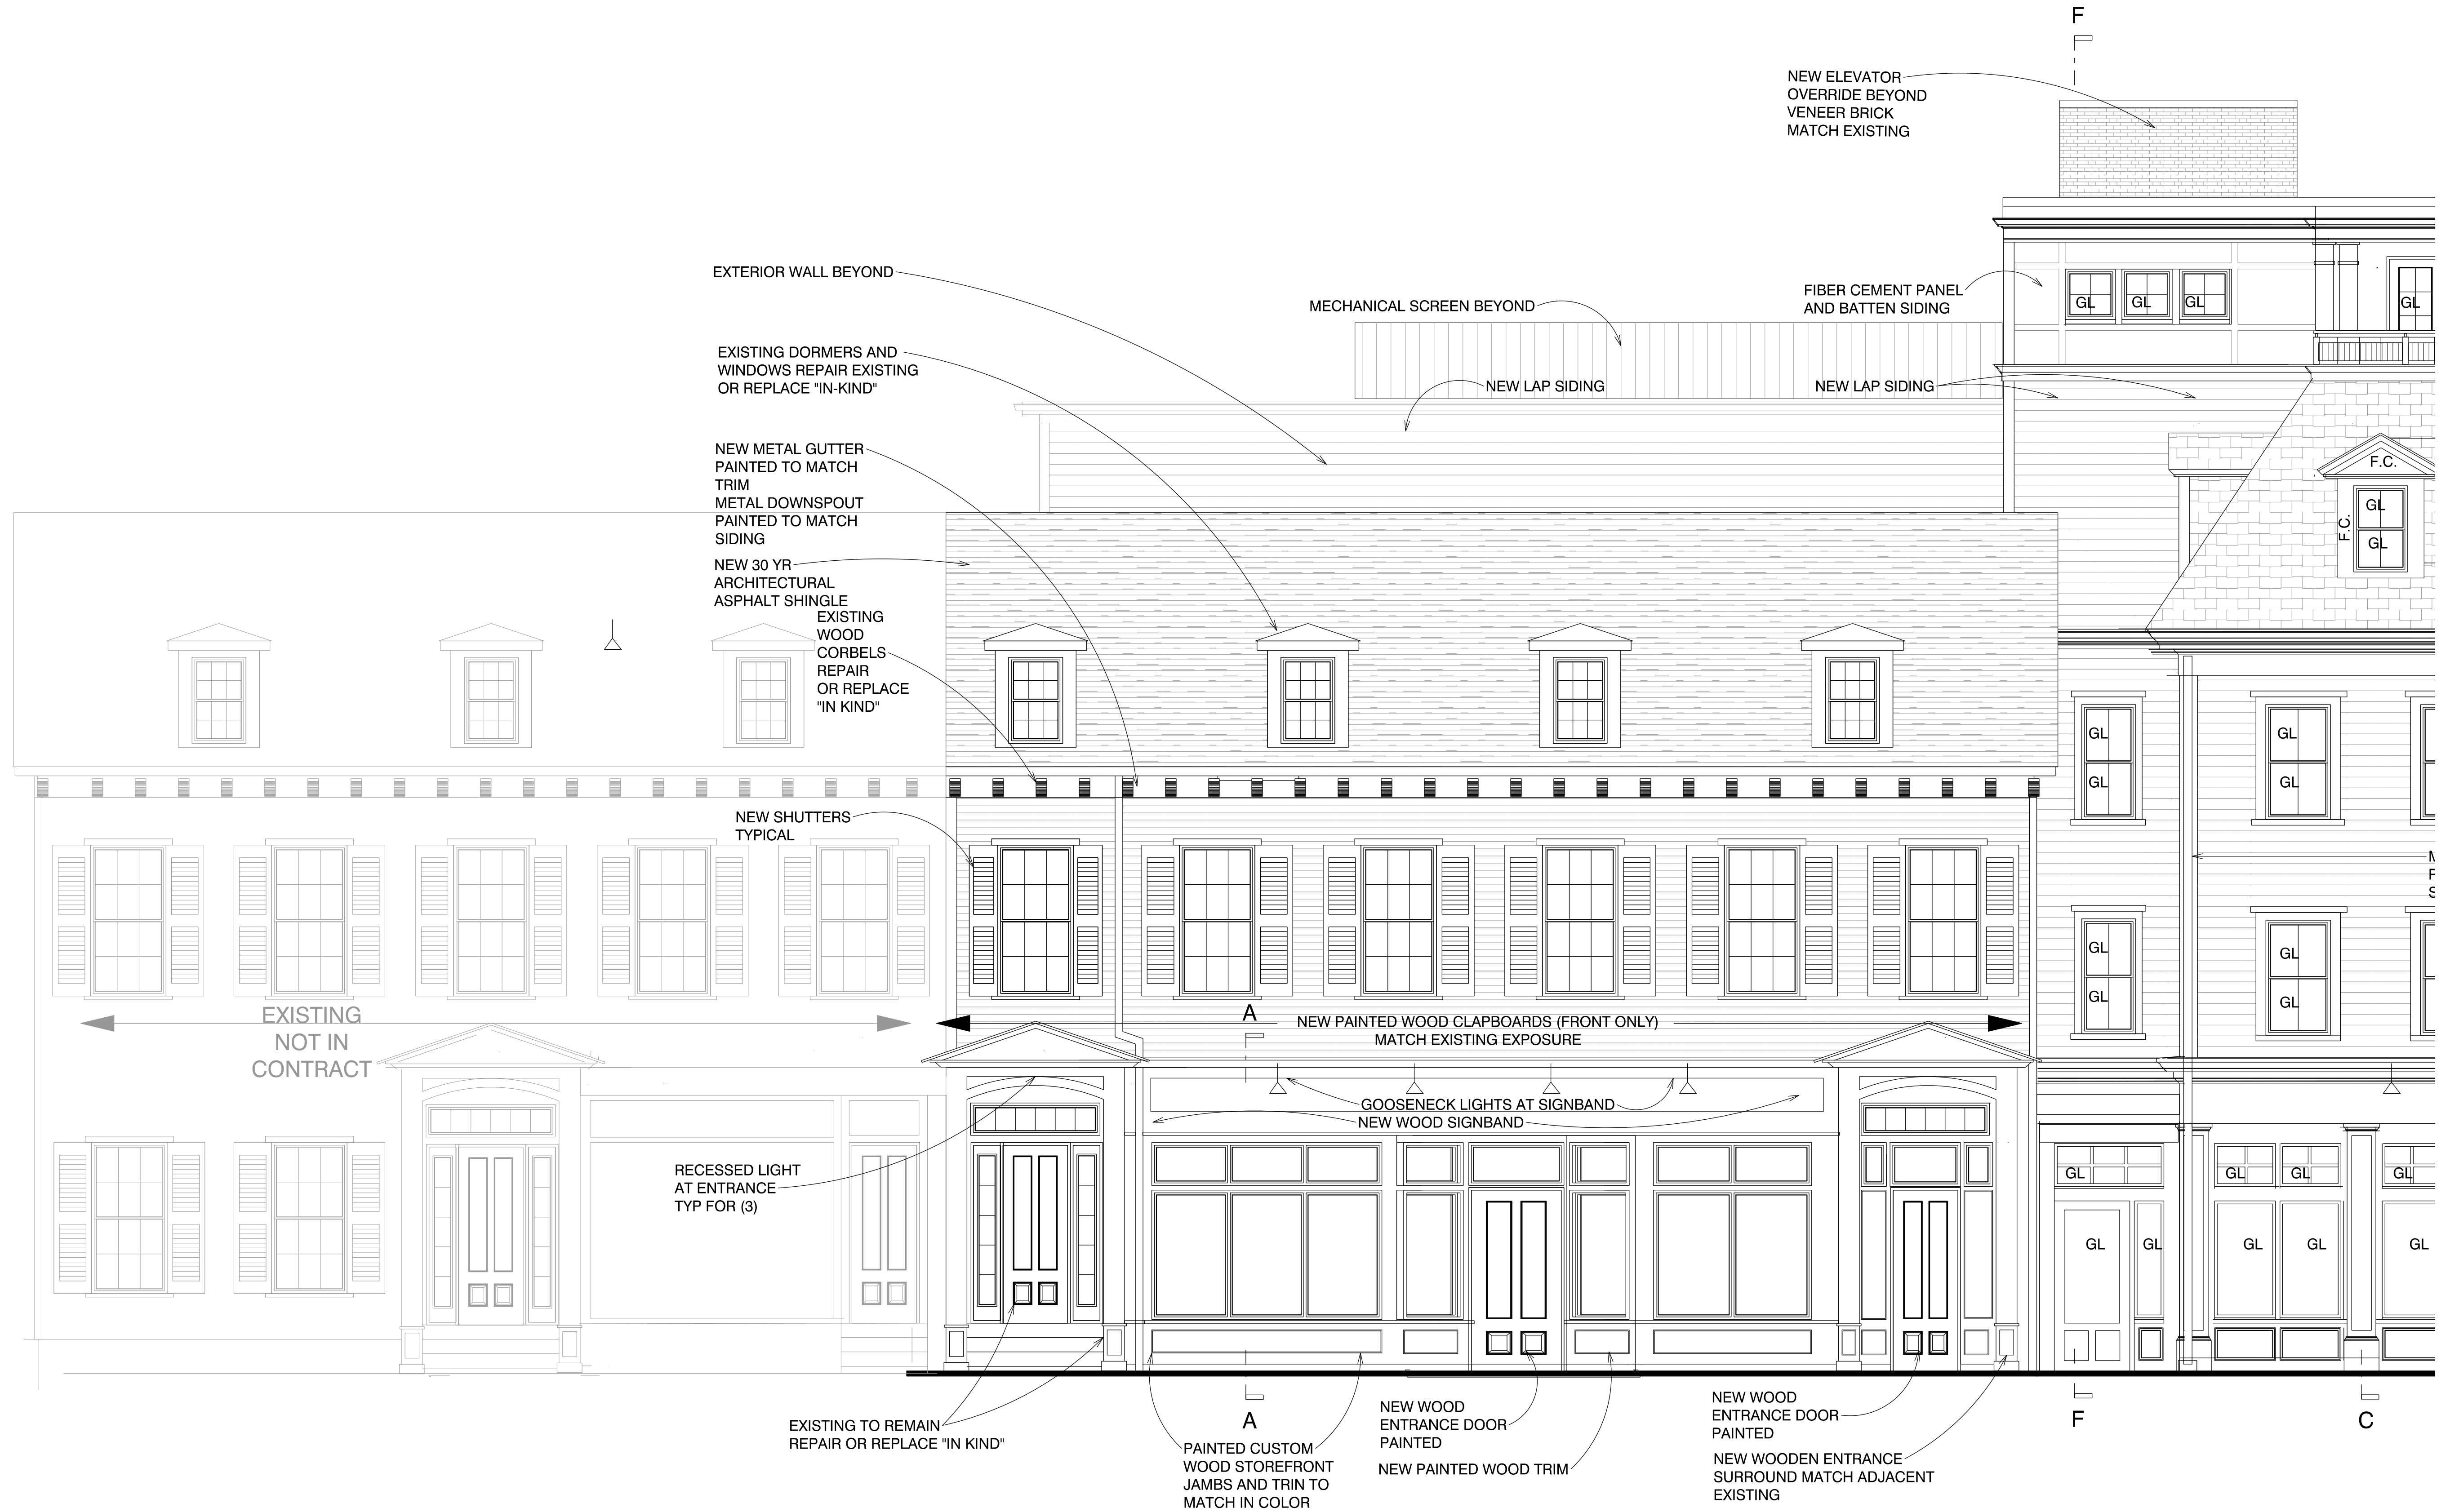 F
NEW ELEVATOR
OVERRIDE BEYOND
VENEER BRICK
MATCH EXISTING
EXTERIOR WALL BEYOND
MECHANICAL SCREEN BEYOND
FIBER CEMENT PANEL
AND BATTEN SIDING
GL
GL
GL
GL
EXISTING DORMERS AND
WINDOWS REPAIR EXISTING
OR REPLACE "IN-KIND"
NEW LAP SIDING
NEW LAP SIDING
NEW METAL GUTTER
PAINTED TO MATCH
TRIM
METAL DOWNSPOUT
PAINTED TO MATCH
SIDING
F.C.
F.C.
GL
GL
NEW 30 YR
ARCHITECTURAL
ASPHALT SHINGLE
EXISTING
WOOD
CORBELS
REPAIR
OR REPLACE
"IN KIND"
GL
GL
GL
GL
NEW SHUTTERS
TYPICAL
GL
GL
GL
GL
EXISTING
NOT IN
CONTRACT
A
NEW PAINTED WOOD CLAPBOARDS (FRONT ONLY)
MATCH EXISTING EXPOSURE
GOOSENECK LIGHTS AT SIGNBAND
NEW WOOD SIGNBAND
RECESSED LIGHT
AT ENTRANCE
TYP FOR (3)
GL
GL
GL
GL
GL
GL
GL
GL
GL
EXISTING TO REMAIN
REPAIR OR REPLACE "IN KIND"
A
PAINTED CUSTOM
WOOD STOREFRONT
JAMBS AND TRIN TO
MATCH IN COLOR
NEW WOOD
ENTRANCE DOOR
PAINTED
NEW PAINTED WOOD TRIM
NEW WOOD
ENTRANCE DOOR
PAINTED
NEW WOODEN ENTRANCE
SURROUND MATCH ADJACENT
EXISTING
F
C